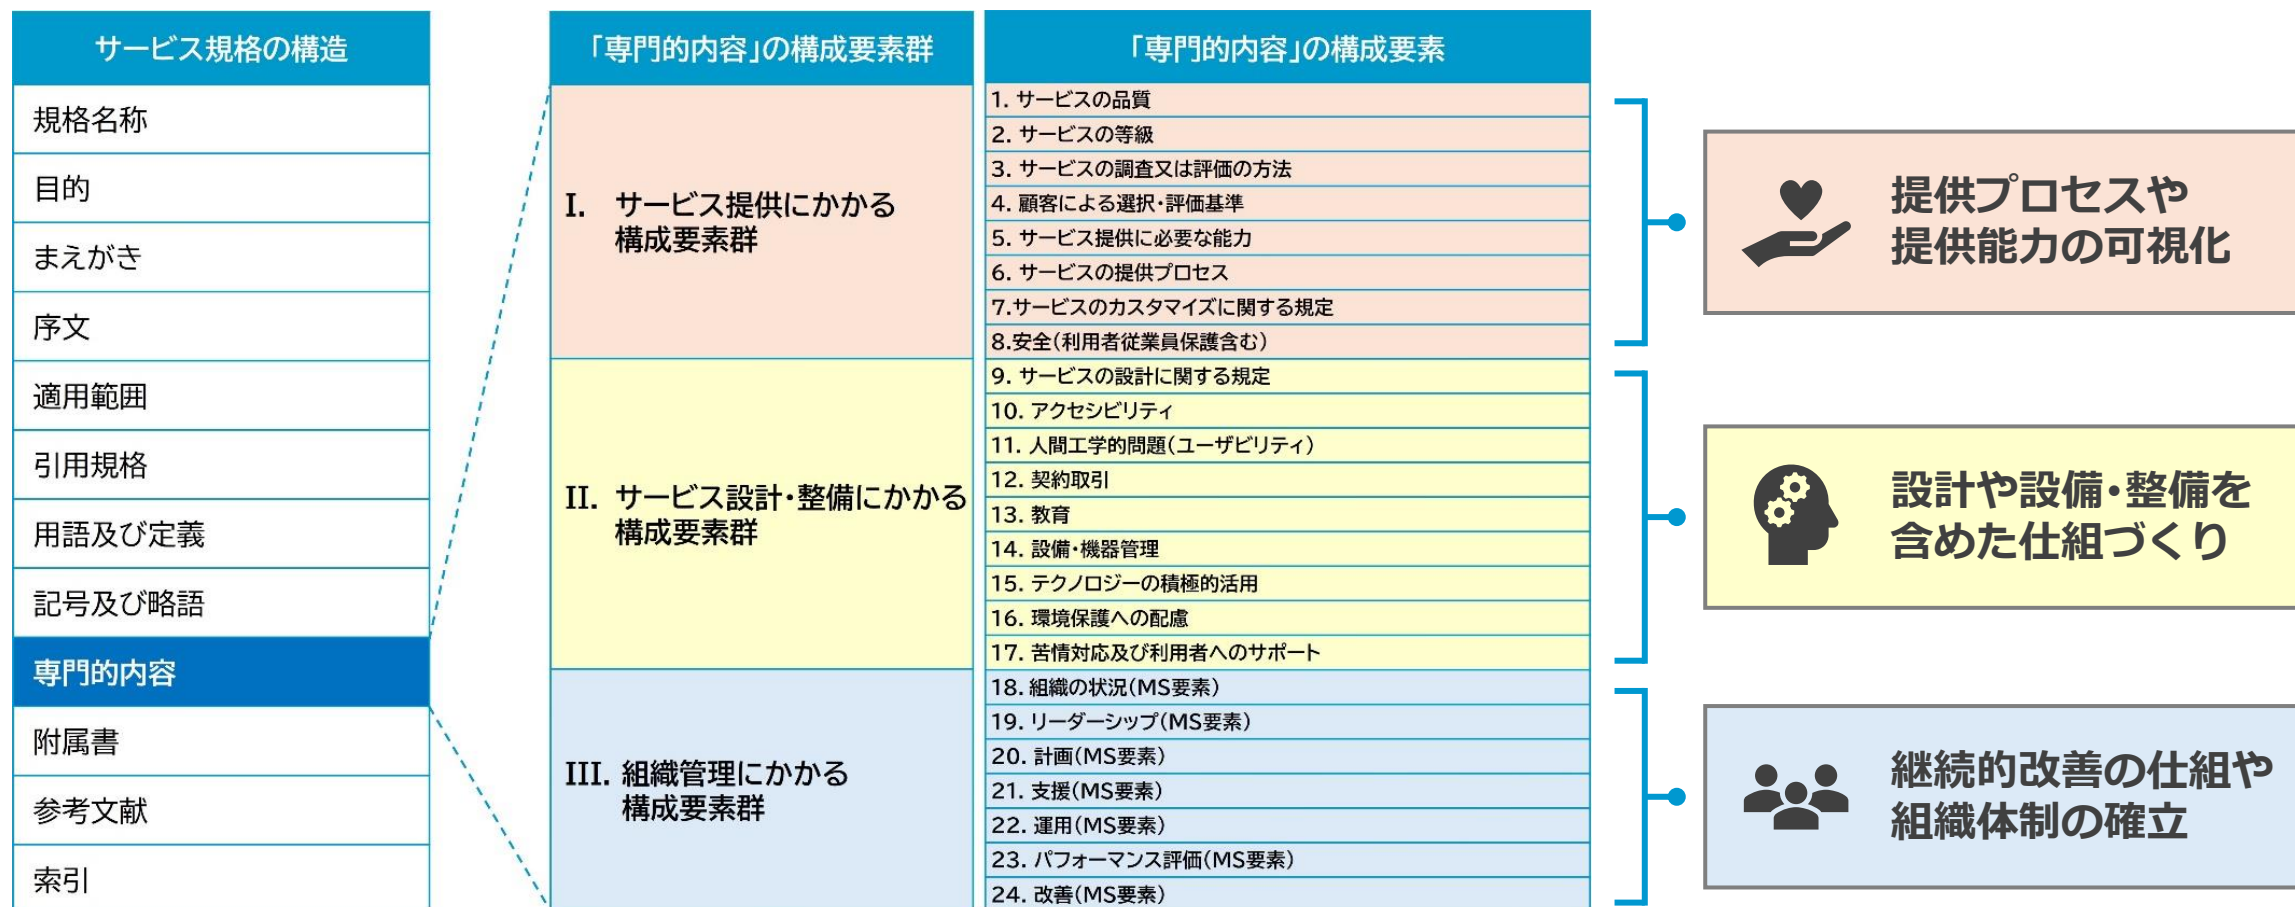 サービス規格の構造
規格名称
目的
まえがき
序文
適用範囲
引用規格
用語及び定義
記号及び略語
専門的内容
附属書
参考文献
索引
「専門的内容」の構成要素群
I. サービス提供にかかる
構成要素群
II. サービス設計・整備にかかる
構成要素群
III. 組織管理にかかる
構成要素群
「専門的内容」の構成要素
1. サービスの品質
2. サービスの等級
3. サービスの調査又は評価の方法
4. 顧客による選択・評価基準
5. サービス提供に必要な能力
6. サービスの提供プロセス
7.サービスのカスタマイズに関する規定
8.安全(利用者従業員保護含む)
9. サービスの設計に関する規定
10. アクセシビリティ
11. 人間工学的問題(ユーザビリティ)
12. 契約取引
13. 教育
14. 設備・機器管理
15. テクノロジーの積極的活用
16. 環境保護への配慮
17. 苦情対応及び利用者へのサポート
18. 組織の状況(MS要素)
19. リーダーシップ(MS要素)
20. 計画(MS要素)
21. 支援(MS要素)
22. 運用(MS要素)
23. パフォーマンス評価(MS要素)
24. 改善(MS要素)
提供プロセスや
提供能力の可視化
設計や設備・整備を
含めた仕組づくり
継続的改善の仕組や
組織体制の確立